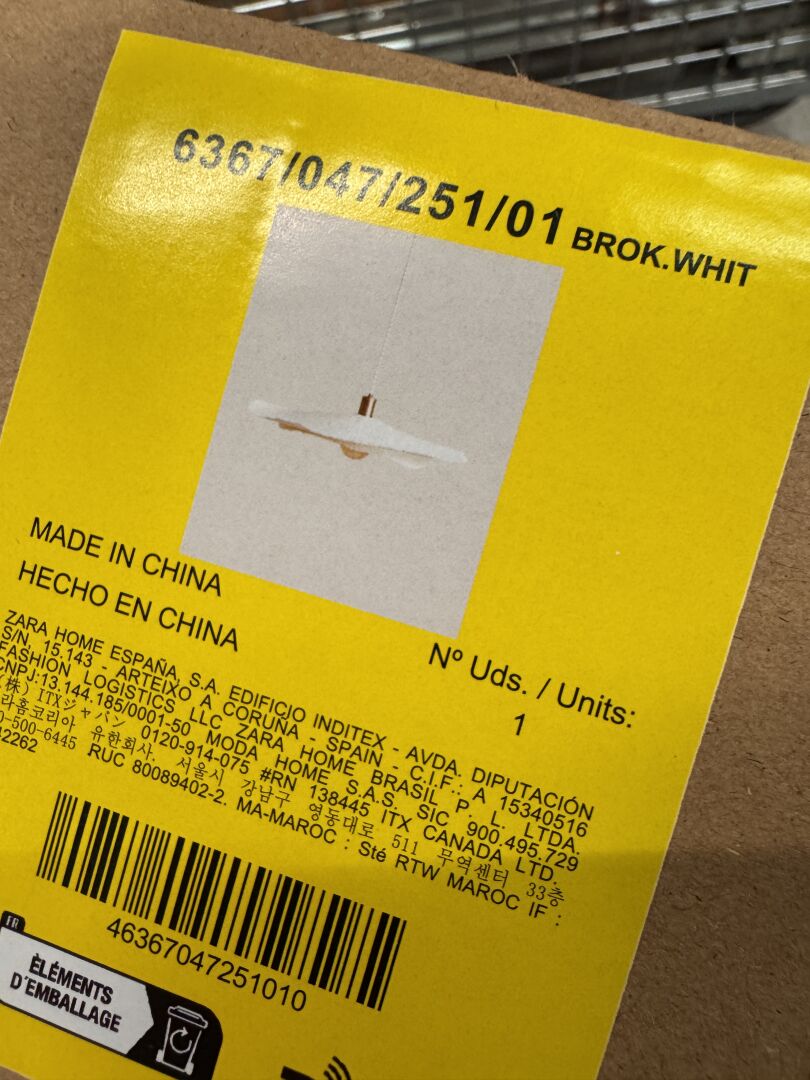 6367/047/251/01 BROK.WHIT
MADE IN CHINA
HECHO EN CHINA
Nº Uds. / Units:
1
ZARA HOME ESPAÑA, S.A. EDIFICIO INDITEX - AVDA. DIPUTACIÓN
S/N, 15.143 - ARTEIXO A CORUÑA - SPAIN - C.I.F.: A 15340516
FASHION LOGISTICS LLC ZARA HOME BRASIL P. L. LTDA.
CNPJ:13.144.185/0001-50 MODA HOME S.A.S. SIC 900.495.729
(株) ITXジャパン 0120-914-075 #RN 138445 ITX CANADA LTD.
라홈코리아 유한회사. 서울시 강남구 영동대로 511 무역센터 33층
0-500-6445 RUC 80089402-2. MA-MAROC : Sté RTW MAROC IF :
2262
46367047251010
FR
ÉLÉMENTS
D'EMBALLAGE